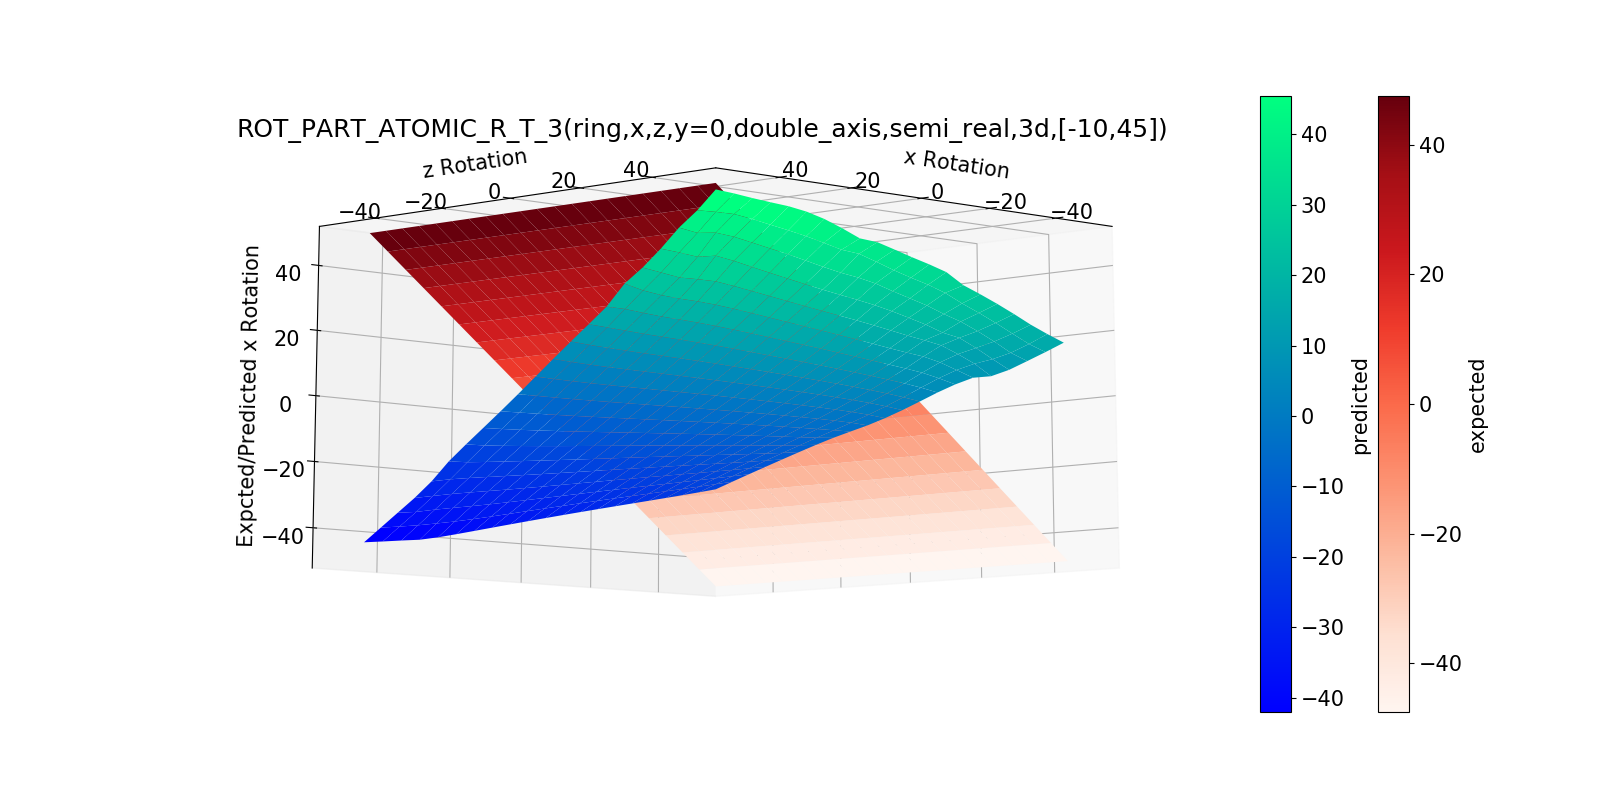 ROT_PART_ATOMIC_R_T_3(ring,x,z,y=0,double_axis,semi_real,3d,[-10,45])
z Rotation
x Rotation
−40 −20 0 20 40
40 20 0 −20 −40
Expcted/Predicted x Rotation
40
20
0
−20
−40
40
30
20
10
0
−10
−20
−30
−40
predicted
40
20
0
−20
−40
expected